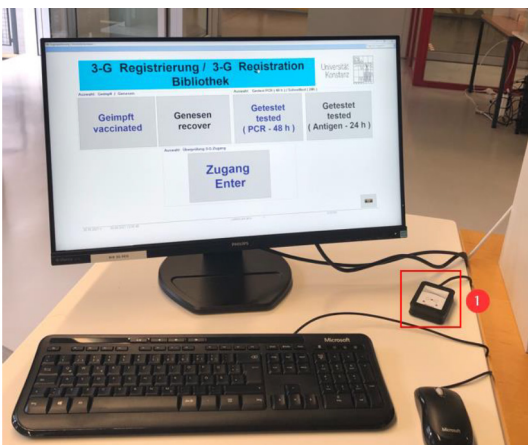 3-G Registrierung / 3-G Registration
Bibliothek
Universität
Konstanz
Geimpft
vaccinated
Genesen
recover
Getestet
tested
( PCR - 48 h )
Getestet
tested
( Antigen - 24 h )
Zugang
Enter
PHILIPS
1
Microsoft
Microsoft